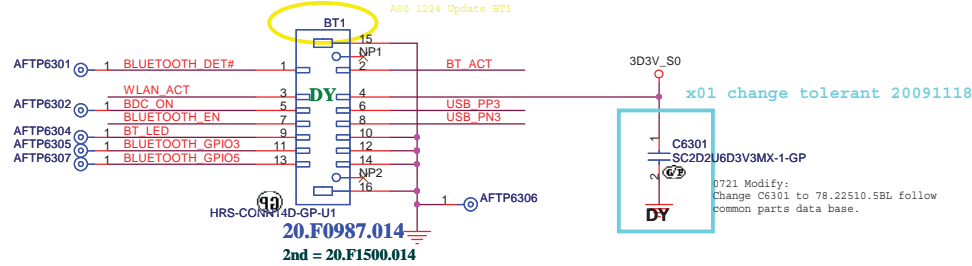 A00 1224 Update BT1
BT1
15
NP1
AFTP6301 1 BLUETOOTH_DET# 1
2 BT_ACT
3D3V_S0
WLAN_ACT 3
DY
4
x01 change tolerant 20091118
AFTP6302 1 BDC_ON 5
6 USB_PP3
BLUETOOTH_EN 7
8 USB_PN3
AFTP6304 1 BT_LED 9
10
AFTP6305 1 BLUETOOTH_GPIO3 11
12
AFTP6307 1 BLUETOOTH_GPIO5 13
14
NP2
16
1
C6301
SC2D2U6D3V3MX-1-GP
2
G/P
0721 Modify:
Change C6301 to 78.22510.5BL follow
common parts data base.
DY
1 AFTP6306
GP
HRS-CONN14D-GP-U1
20.F0987.014
2nd = 20.F1500.014